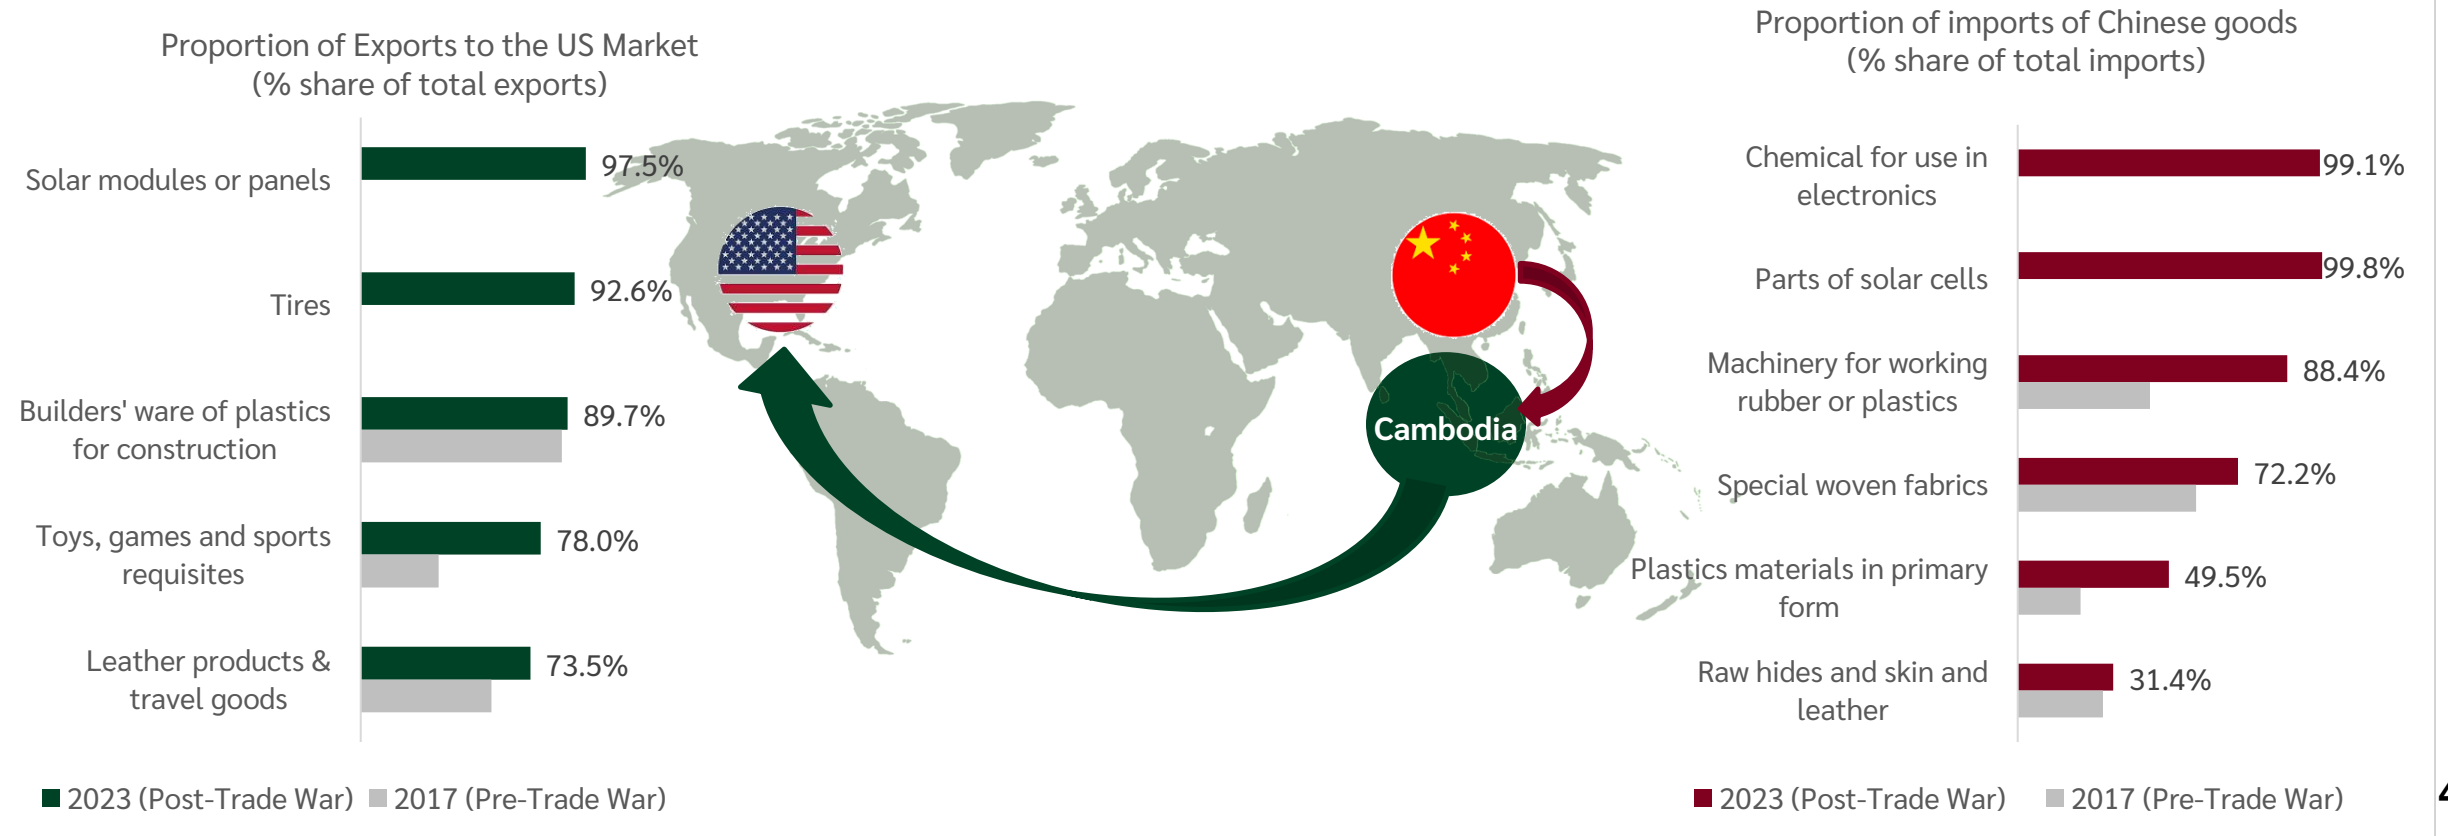 Proportion of Exports to the US Market
(% share of total exports)
Solar modules or panels
97.5%
Tires
92.6%
Builders' ware of plastics
for construction
89.7%
Toys, games and sports
requisites
78.0%
Leather products &
travel goods
73.5%
2023 (Post-Trade War)
2017 (Pre-Trade War)
Cambodia
Proportion of imports of Chinese goods
(% share of total imports)
Chemical for use in
electronics
99.1%
Parts of solar cells
99.8%
Machinery for working
rubber or plastics
88.4%
Special woven fabrics
72.2%
Plastics materials in primary
form
49.5%
Raw hides and skin and
leather
31.4%
2023 (Post-Trade War)
2017 (Pre-Trade War)